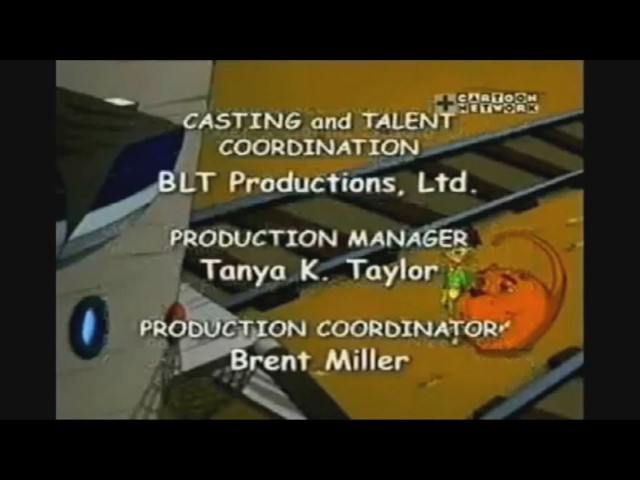 CARTOON
NETWORK
CASTING and TALENT
COORDINATION
BLT Productions, Ltd.
PRODUCTION MANAGER
Tanya K. Taylor
PRODUCTION COORDINATOR
Brent Miller